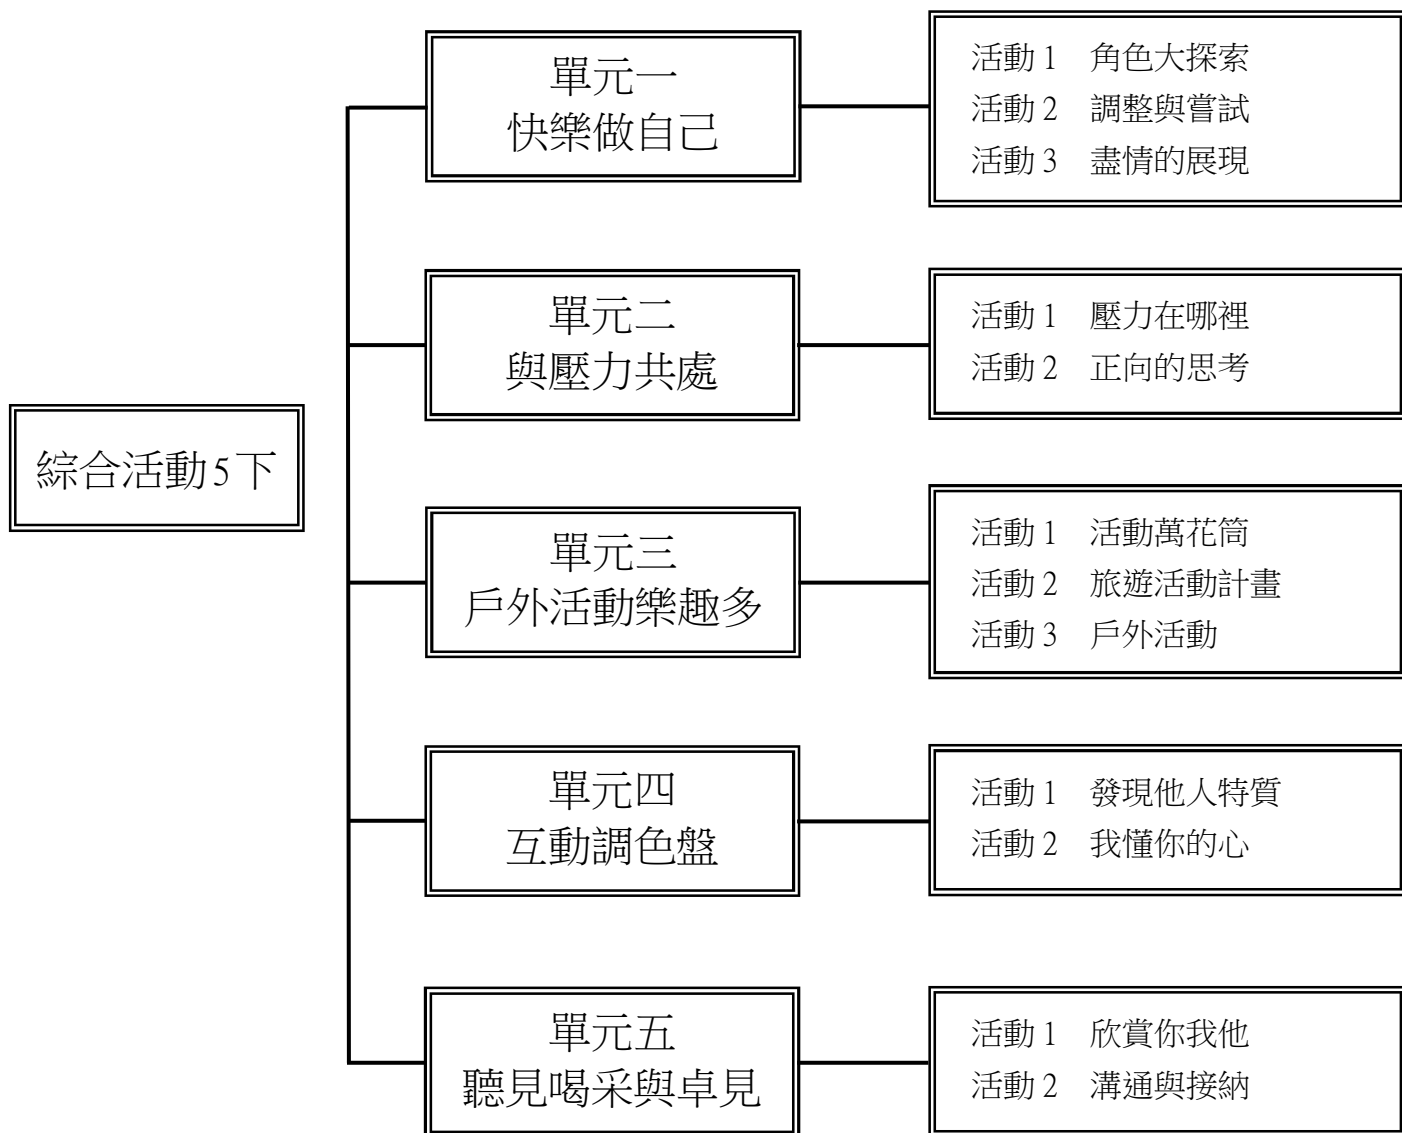 綜合活動5下
單元一
快樂做自己
活動1 角色大探索
活動2 調整與嘗試
活動3 盡情的展現
單元二
與壓力共處
活動1 壓力在哪裡
活動2 正向的思考
單元三
戶外活動樂趣多
活動1 活動萬花筒
活動2 旅遊活動計畫
活動3 戶外活動
單元四
互動調色盤
活動1 發現他人特質
活動2 我懂你的心
單元五
聽見喝采與卓見
活動1 欣賞你我他
活動2 溝通與接納